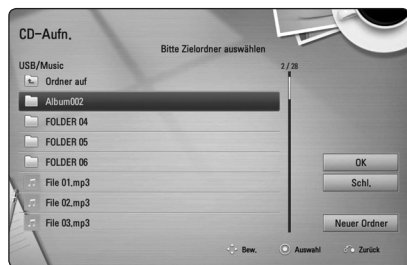 CD-Aufn.
Bitte Zielordner auswählen
USB/Music
2 / 28
Ordner auf
Album002
FOLDER 04
FOLDER 05
FOLDER 06
File 01.mp3
File 02.mp3
File 03.mp3
OK
Schl.
Neuer Ordner
Bew.
Auswahl
Zurück